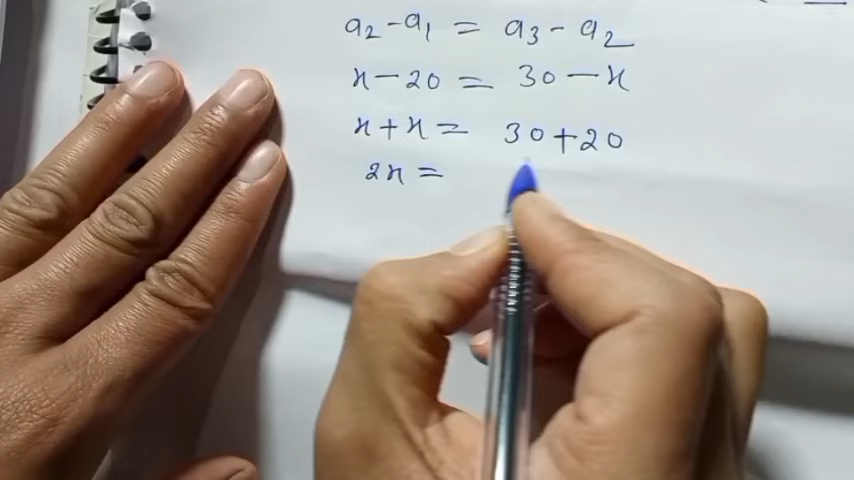 a₂ - a₁ = a₃ - a₂
x - 20 = 30 - x
x + x = 30 + 20
2x =